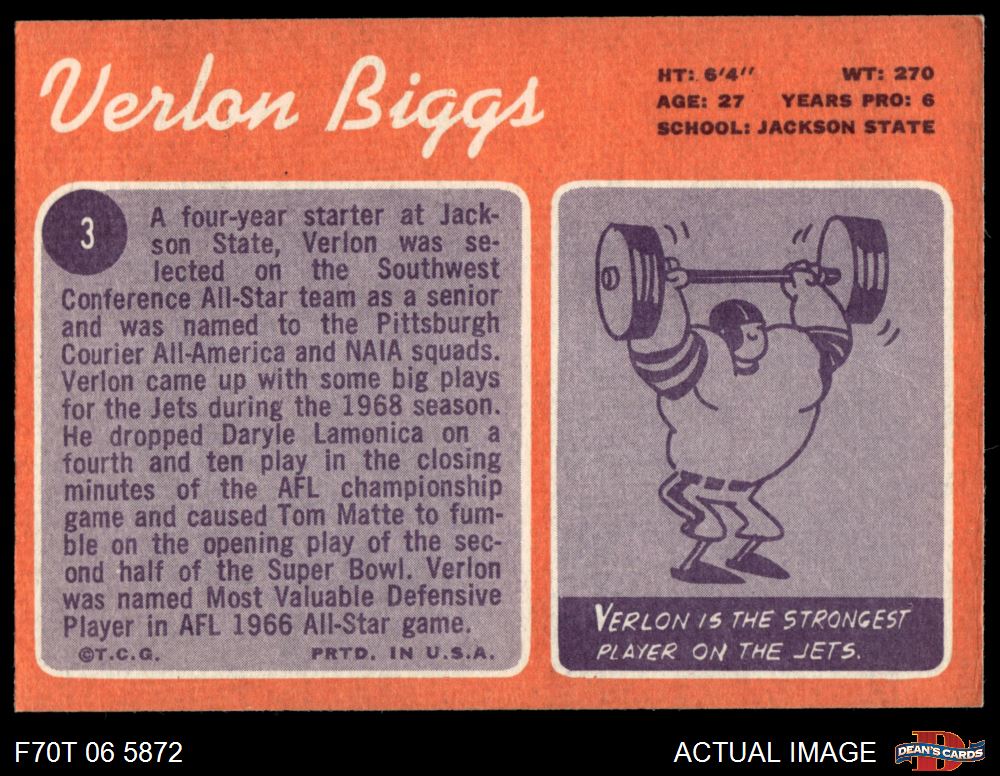 Verlon Biggs
HT: 6'4"
WT: 270
AGE: 27
YEARS PRO: 6
SCHOOL: JACKSON STATE
3
A four-year starter at Jack-
son State, Verlon was se-
lected on the Southwest
Conference All-Star team as a senior
and was named to the Pittsburgh
Courier All-America and NAIA squads.
Verlon came up with some big plays
for the Jets during the 1968 season.
He dropped Daryle Lamonica on a
fourth and ten play in the closing
minutes of the AFL championship
game and caused Tom Matte to fum-
ble on the opening play of the sec-
ond half of the Super Bowl. Verlon
was named Most Valuable Defensive
Player in AFL 1966 All-Star game.
©T.C.G.
PRTD. IN U.S.A.
VERLON IS THE STRONGEST
PLAYER ON THE JETS.
F70T 06 5872
ACTUAL IMAGE
DEAN'S CARDS